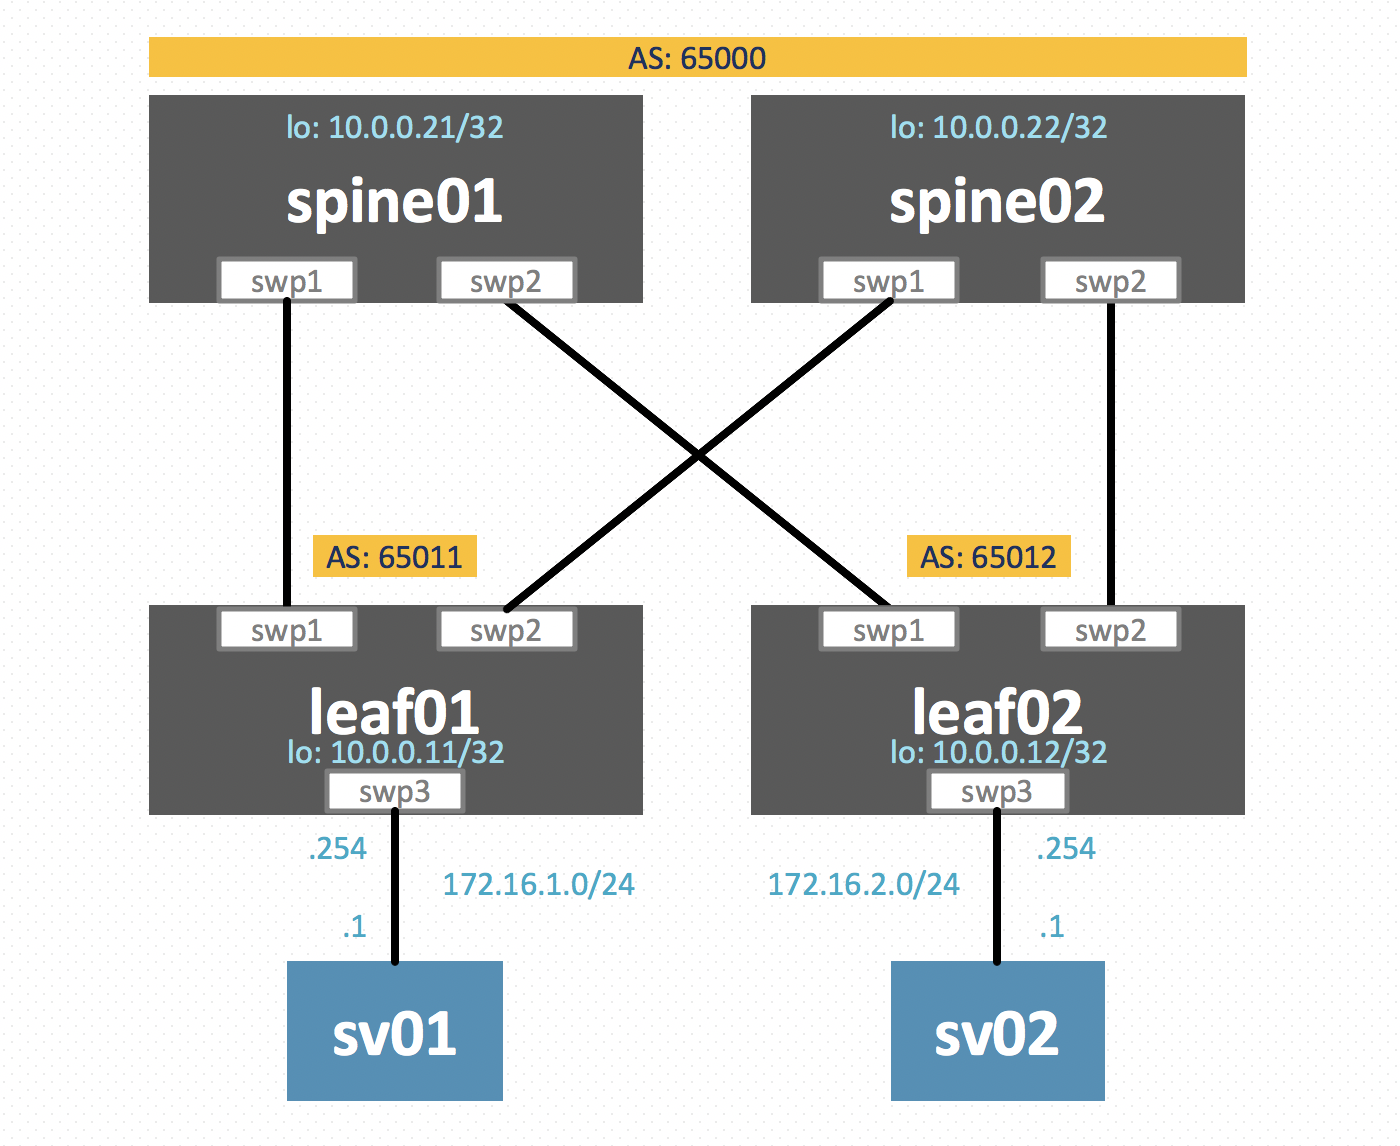 AS: 65000
lo: 10.0.0.21/32
spine01
swp1
swp2
lo: 10.0.0.22/32
spine02
swp1
swp2
AS: 65011
AS: 65012
swp1
swp2
leaf01
lo: 10.0.0.11/32
swp3
swp1
swp2
leaf02
lo: 10.0.0.12/32
swp3
.254
172.16.1.0/24
.1
172.16.2.0/24
.254
.1
sv01
sv02